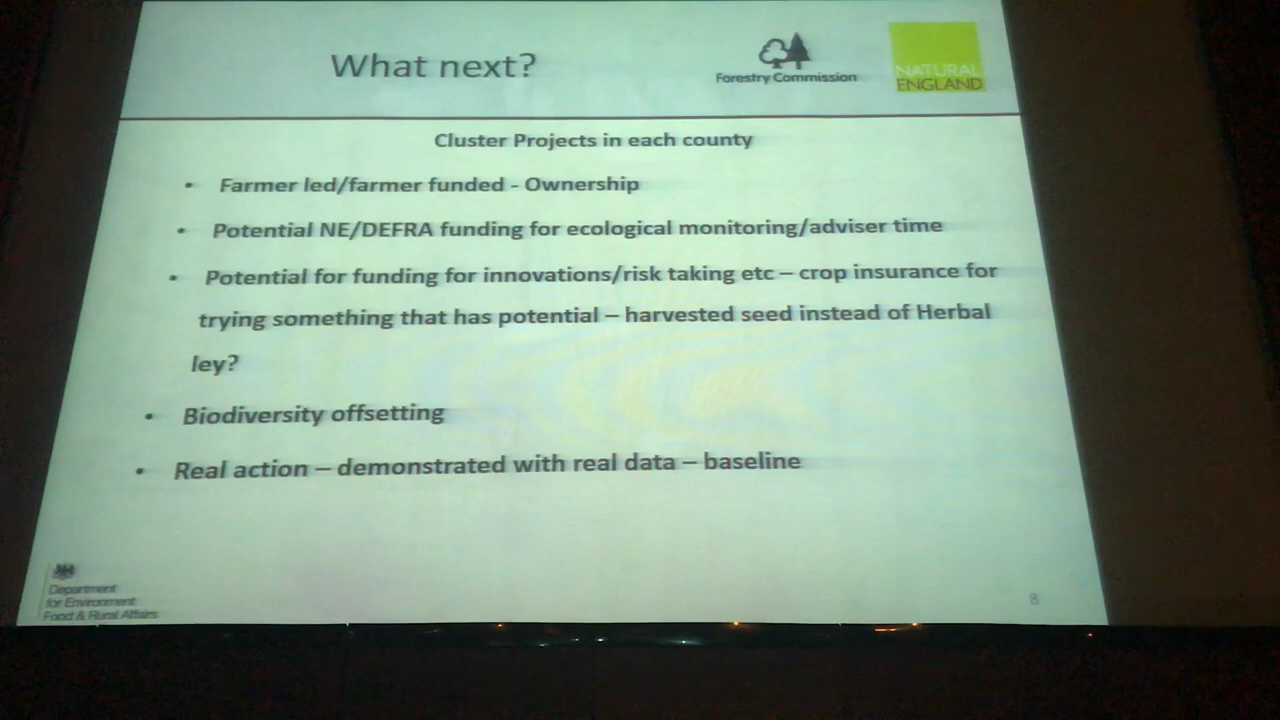 What next?
Forestry Commission
NATURAL
ENGLAND
Cluster Projects in each county
• Farmer led/farmer funded - Ownership
• Potential NE/DEFRA funding for ecological monitoring/adviser time
• Potential for funding for innovations/risk taking etc – crop insurance for
trying something that has potential – harvested seed instead of Herbal
ley?
• Biodiversity offsetting
• Real action – demonstrated with real data – baseline
Department
for Environment
Food & Rural Affairs
8